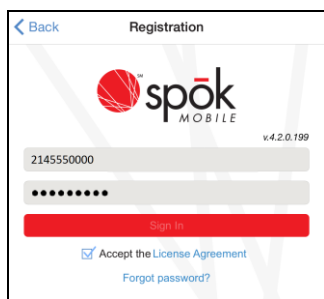 Back Registration
spōk
MOBILE
v.4.2.0.199
2145550000
●●●●●●●●●
Sign In
Accept the License Agreement
Forgot password?